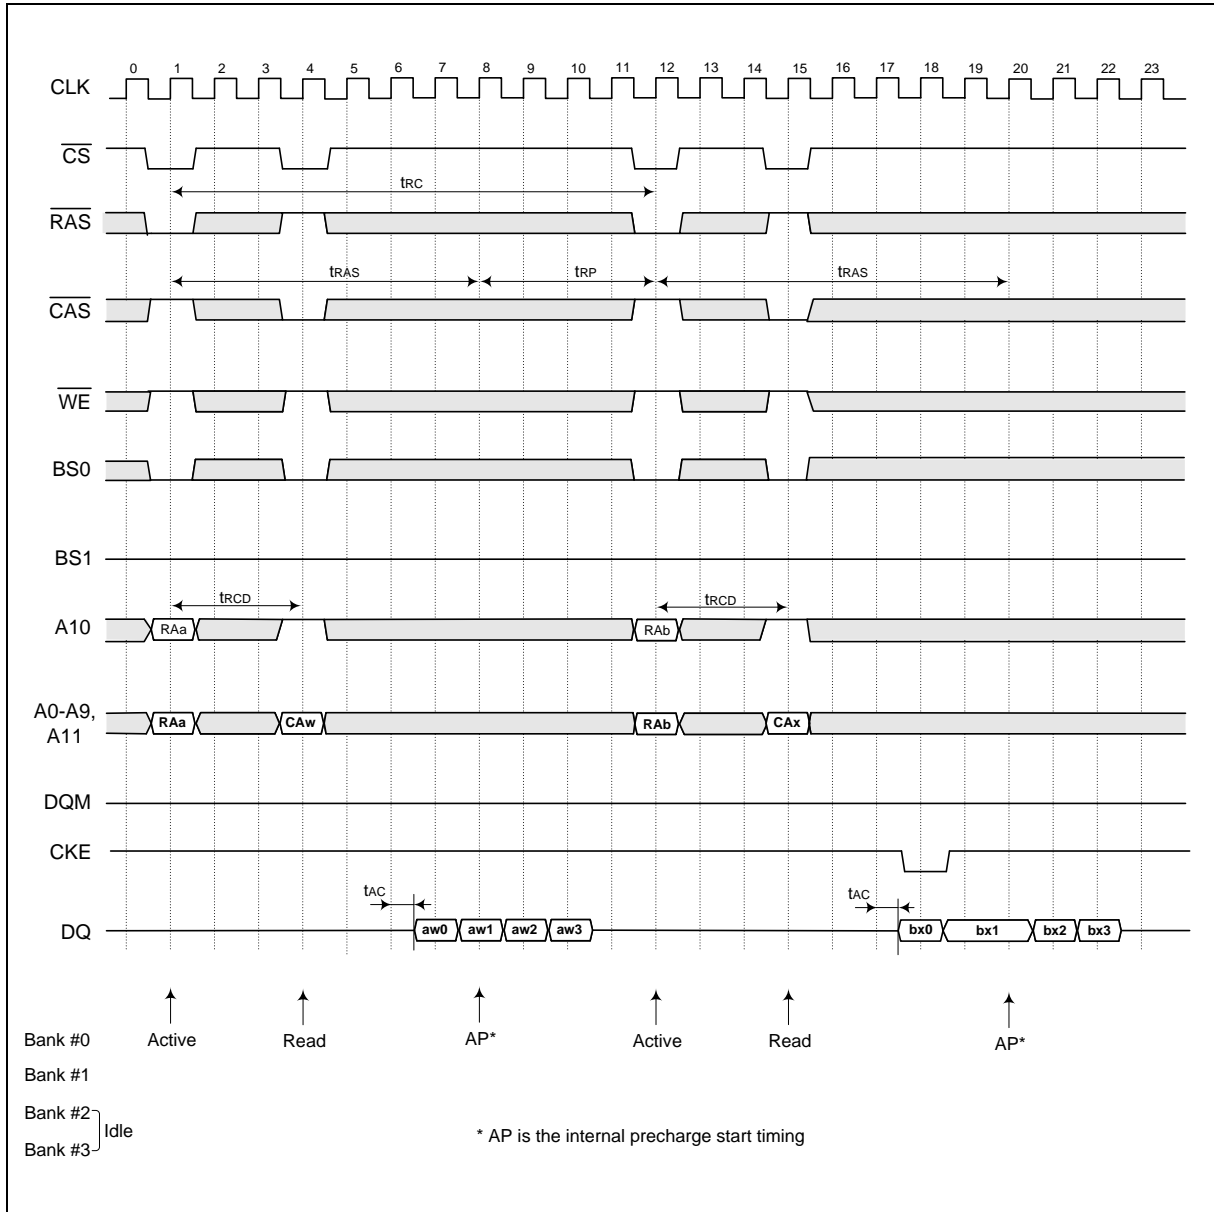 0 1 2 3 4 5 6 7 8 9 10 11 12 13 14 15 16 17 18 19 20 21 22 23
CLK
CS
tRC
RAS
tRAS tRP tRAS
CAS
WE
BS0
BS1
tRCD tRCD
A10 RAa RAb
A0-A9,
A11
RAa CAw RAb CAx
DQM
CKE
tAC tAC
DQ aw0 aw1 aw2 aw3 bx0 bx1 bx2 bx3
Bank #0 Active Read AP* Active Read AP*
Bank #1
Bank #2
Idle
Bank #3
* AP is the internal precharge start timing